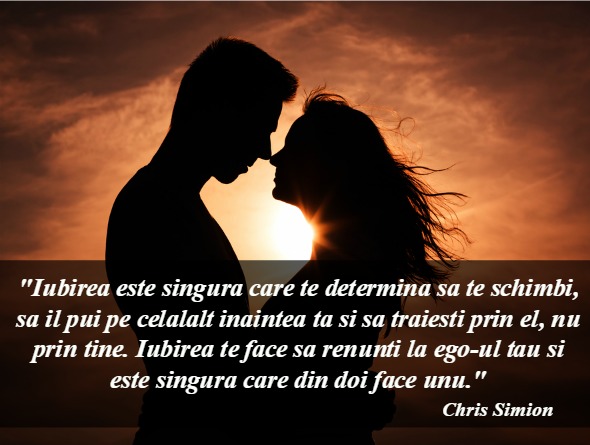 "Iubirea este singura care te determina sa te schimbi,
sa il pui pe celalalt inaintea ta si sa traiesti prin el, nu
prin tine. Iubirea te face sa renunti la ego-ul tau si
este singura care din doi face unu."
Chris Simion